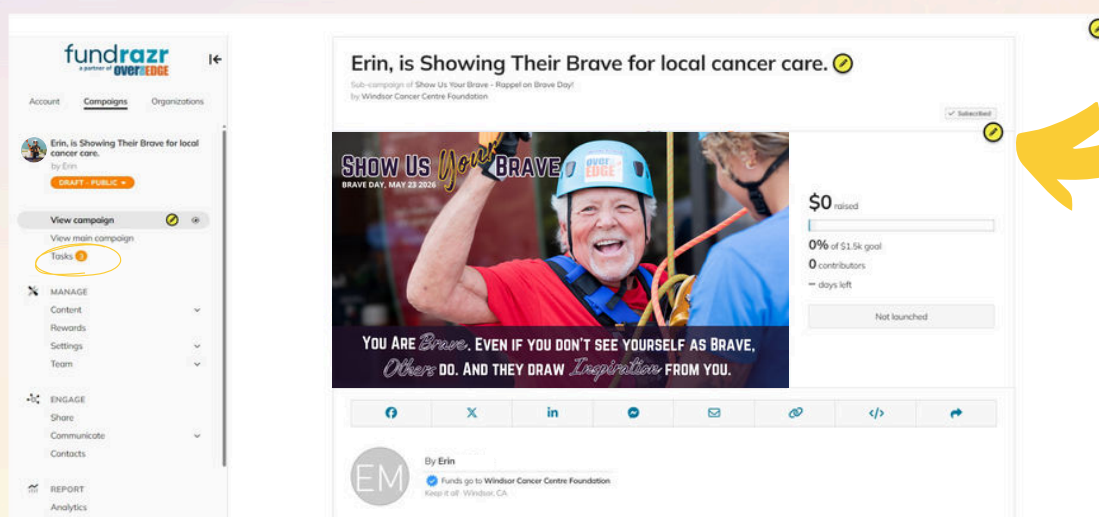 fundrazr
a partner of OVER THE EDGE
Account Campaigns Organizations
Erin, is Showing Their Brave for local
cancer care.
by Erin
DRAFT - PUBLIC
View campaign
View main campaign
Tasks 3
MANAGE
Content
Rewards
Settings
Team
ENGAGE
Share
Communicate
Contacts
REPORT
Analytics
Erin, is Showing Their Brave for local cancer care.
Sub-campaign of Show Us Your Brave - Rappel on Brave Day!
by Windsor Cancer Centre Foundation
Subscribed
SHOW US Your BRAVE
BRAVE DAY, MAY 23 2026
OVER THE EDGE
YOU ARE Brave. EVEN IF YOU DON'T SEE YOURSELF AS BRAVE,
Others DO. AND THEY DRAW Inspiration FROM YOU.
$0 raised
0% of $1.5k goal
0 contributors
– days left
Not launched
EM
By Erin
Funds go to Windsor Cancer Centre Foundation
Keep it all Windsor, CA